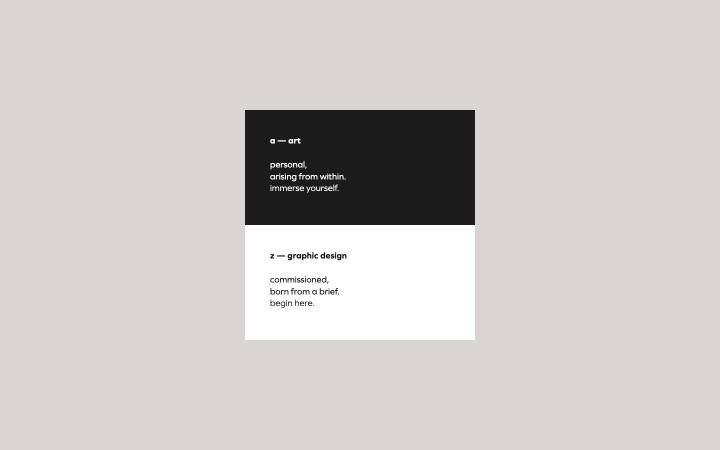 a — art
personal,
arising from within.
immerse yourself.
z — graphic design
commissioned,
born from a brief.
begin here.